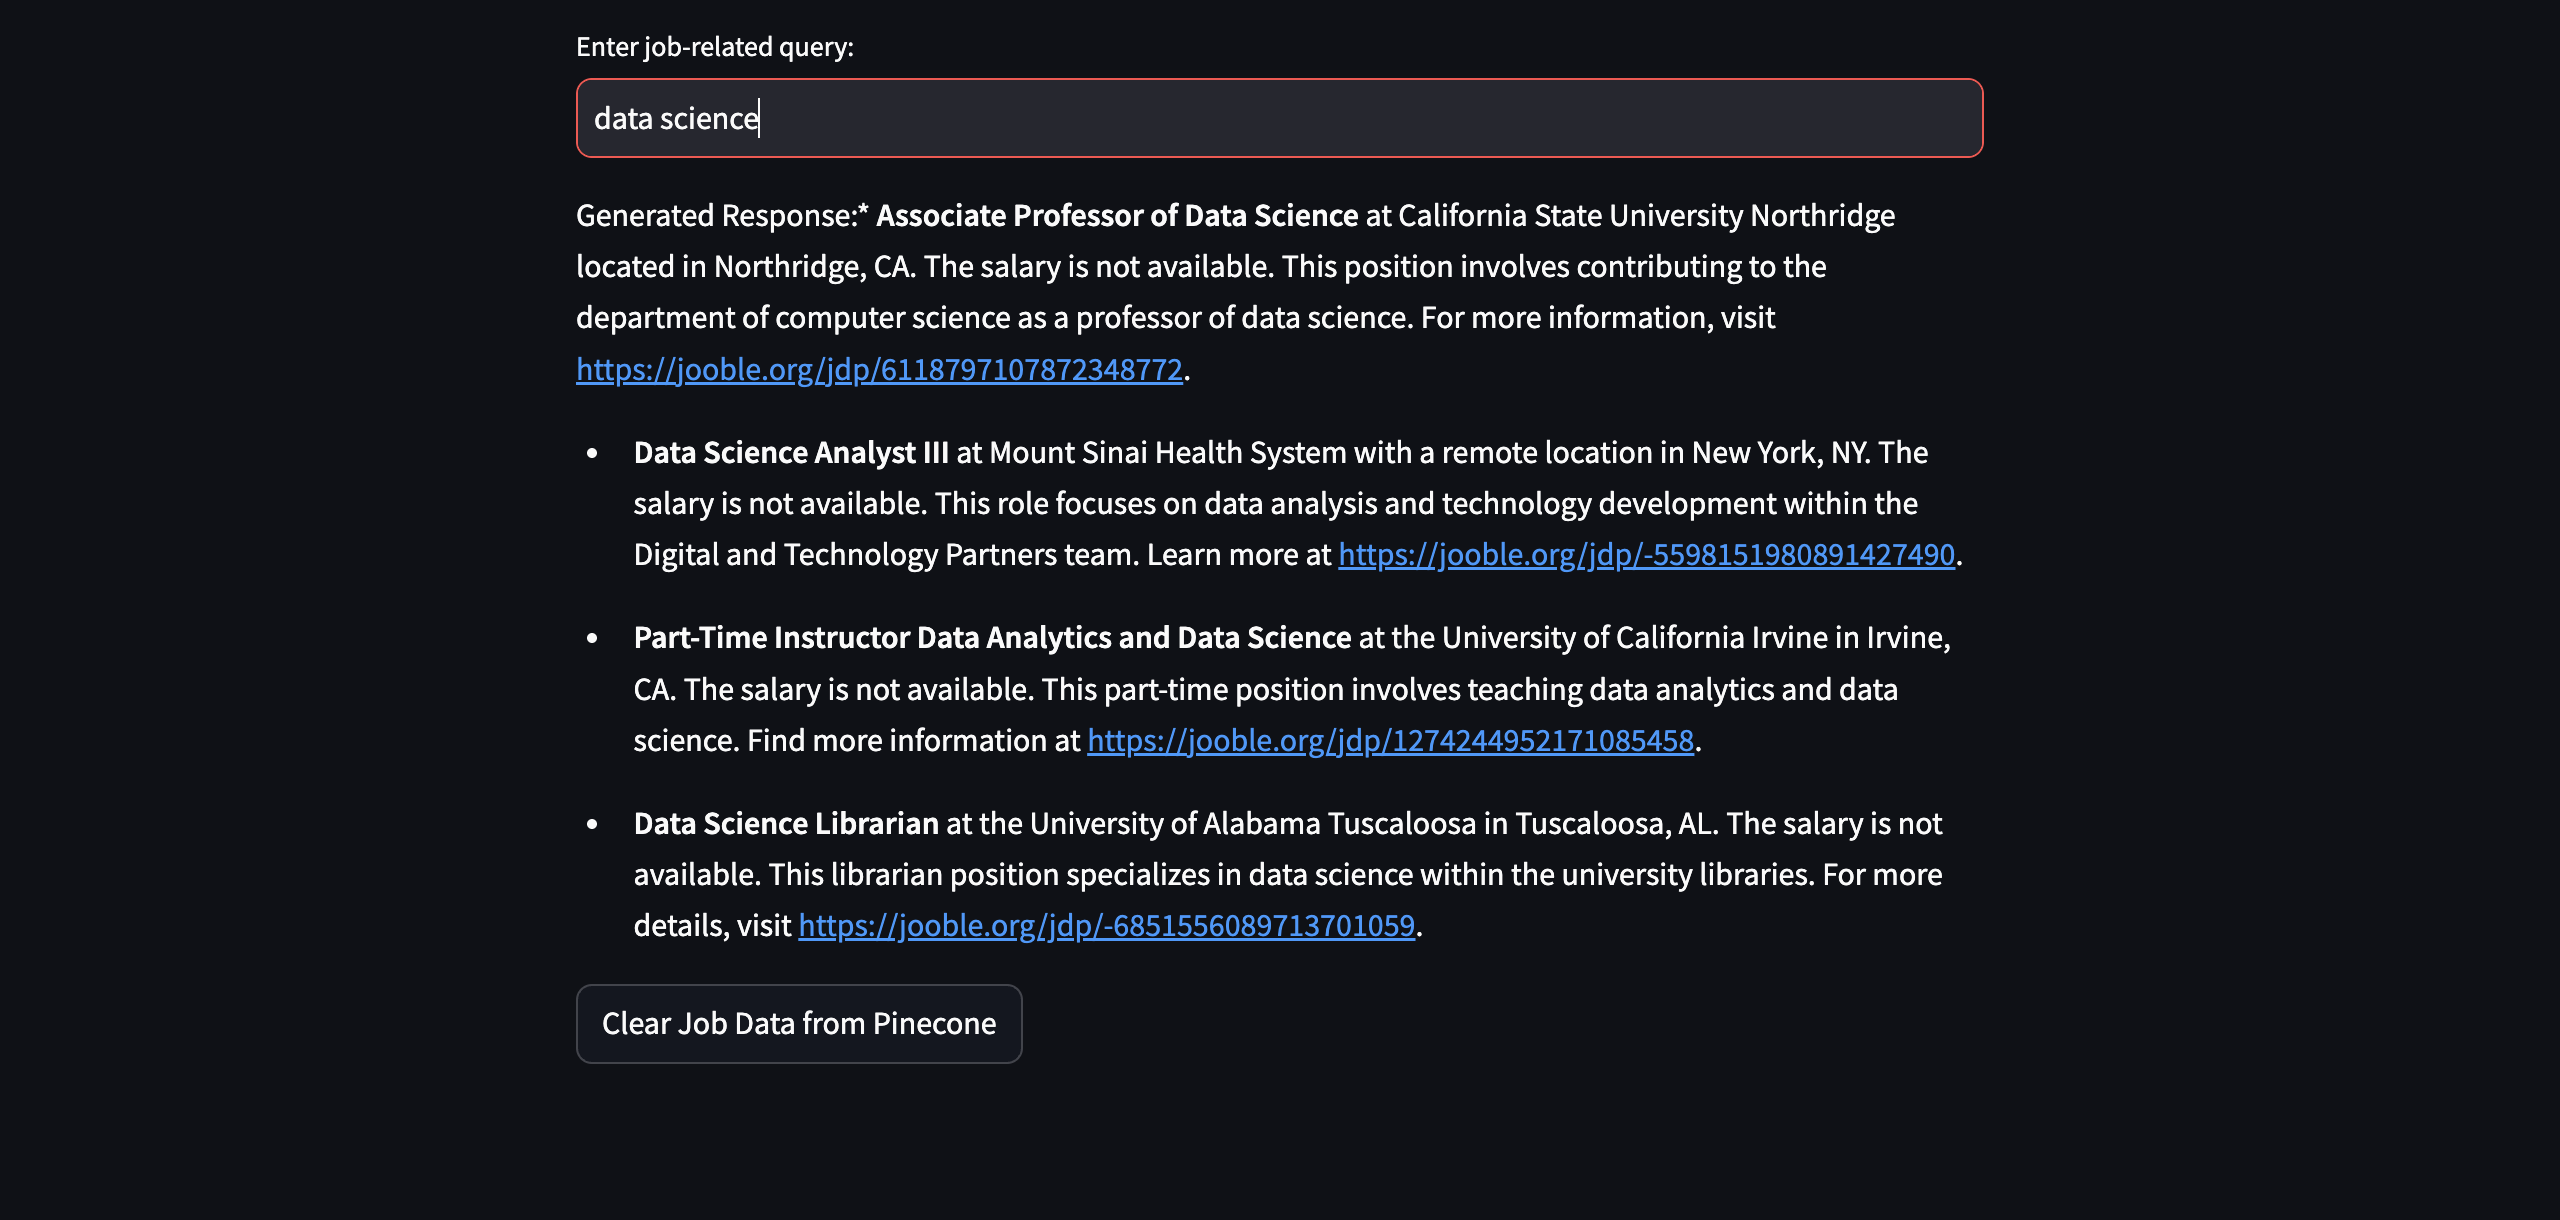 Enter job-related query:
data science
Generated Response:* Associate Professor of Data Science at California State University Northridge
located in Northridge, CA. The salary is not available. This position involves contributing to the
department of computer science as a professor of data science. For more information, visit
https://jooble.org/jdp/6118797107872348772.
• Data Science Analyst III at Mount Sinai Health System with a remote location in New York, NY. The
salary is not available. This role focuses on data analysis and technology development within the
Digital and Technology Partners team. Learn more at https://jooble.org/jdp/-5598151980891427490.
• Part-Time Instructor Data Analytics and Data Science at the University of California Irvine in Irvine,
CA. The salary is not available. This part-time position involves teaching data analytics and data
science. Find more information at https://jooble.org/jdp/1274244952171085458.
• Data Science Librarian at the University of Alabama Tuscaloosa in Tuscaloosa, AL. The salary is not
available. This librarian position specializes in data science within the university libraries. For more
details, visit https://jooble.org/jdp/-6851556089713701059.
Clear Job Data from Pinecone